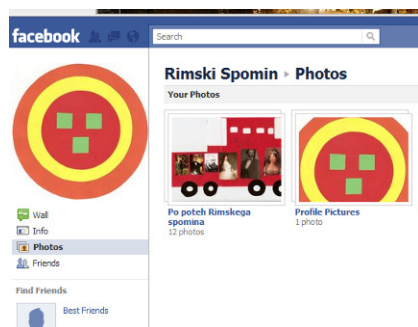 facebook
Search
Rimski Spomin ▸ Photos
Your Photos
Po poteh Rimskega
spomina
12 photos
Profile Pictures
1 photo
Wall
Info
Photos
Friends
Find Friends
Best Friends